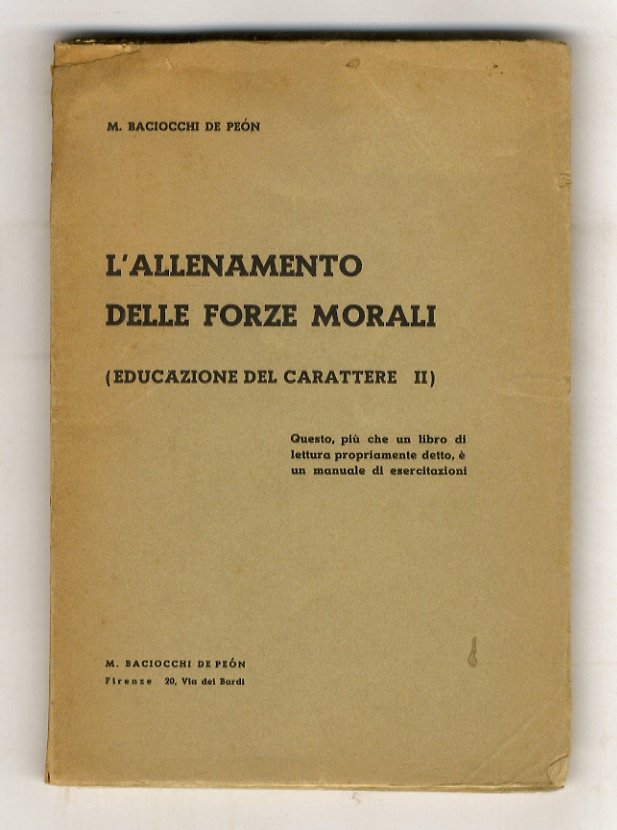 M. BACIOCCHI DE PEÓN
L'ALLENAMENTO
DELLE FORZE MORALI
(EDUCAZIONE DEL CARATTERE II)
Questo, più che un libro di
lettura propriamente detto, è
un manuale di esercitazioni
M. BACIOCCHI DE PEÓN
Firenze 20, Via dei Bardi